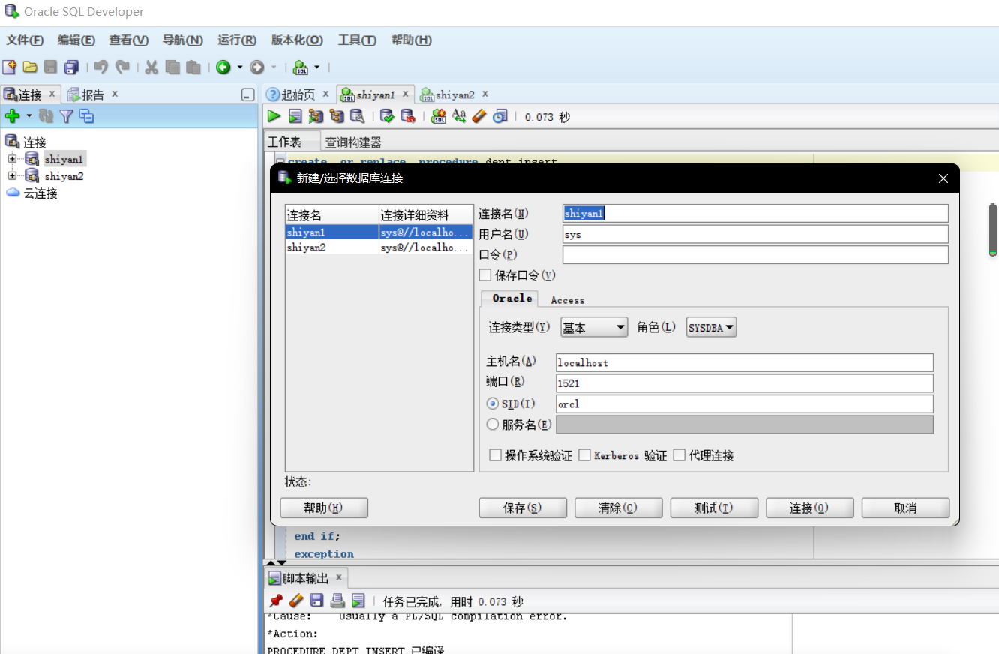 Oracle SQL Developer
文件(F) 编辑(E) 查看(V) 导航(N) 运行(R) 版本化(O) 工具(T) 帮助(H)
连接 x 报告 x
起始页 x shiyan1 x shiyan2 x
0.073 秒
连接
shiyan1
shiyan2
云连接
工作表 查询构建器
create or replace procedure dept_insert
新建/选择数据库连接
连接名 连接详细资料
shiyan1 sys@//localho...
shiyan2 sys@//localho...
连接名(N) shiyan1
用户名(U) sys
口令(P)
保存口令(V)
Oracle Access
连接类型(Y) 基本 角色(L) SYSDBA
主机名(A) localhost
端口(R) 1521
SID(I) orcl
服务名(E)
操作系统验证 Kerberos 验证 代理连接
状态:
帮助(H) 保存(S) 清除(C) 测试(T) 连接(O) 取消
end if;
exception
脚本输出 x
任务已完成, 用时 0.073 秒
*Cause: Usually a PL/SQL compilation error.
*Action:
PROCEDURE DEPT_INSERT 已编译